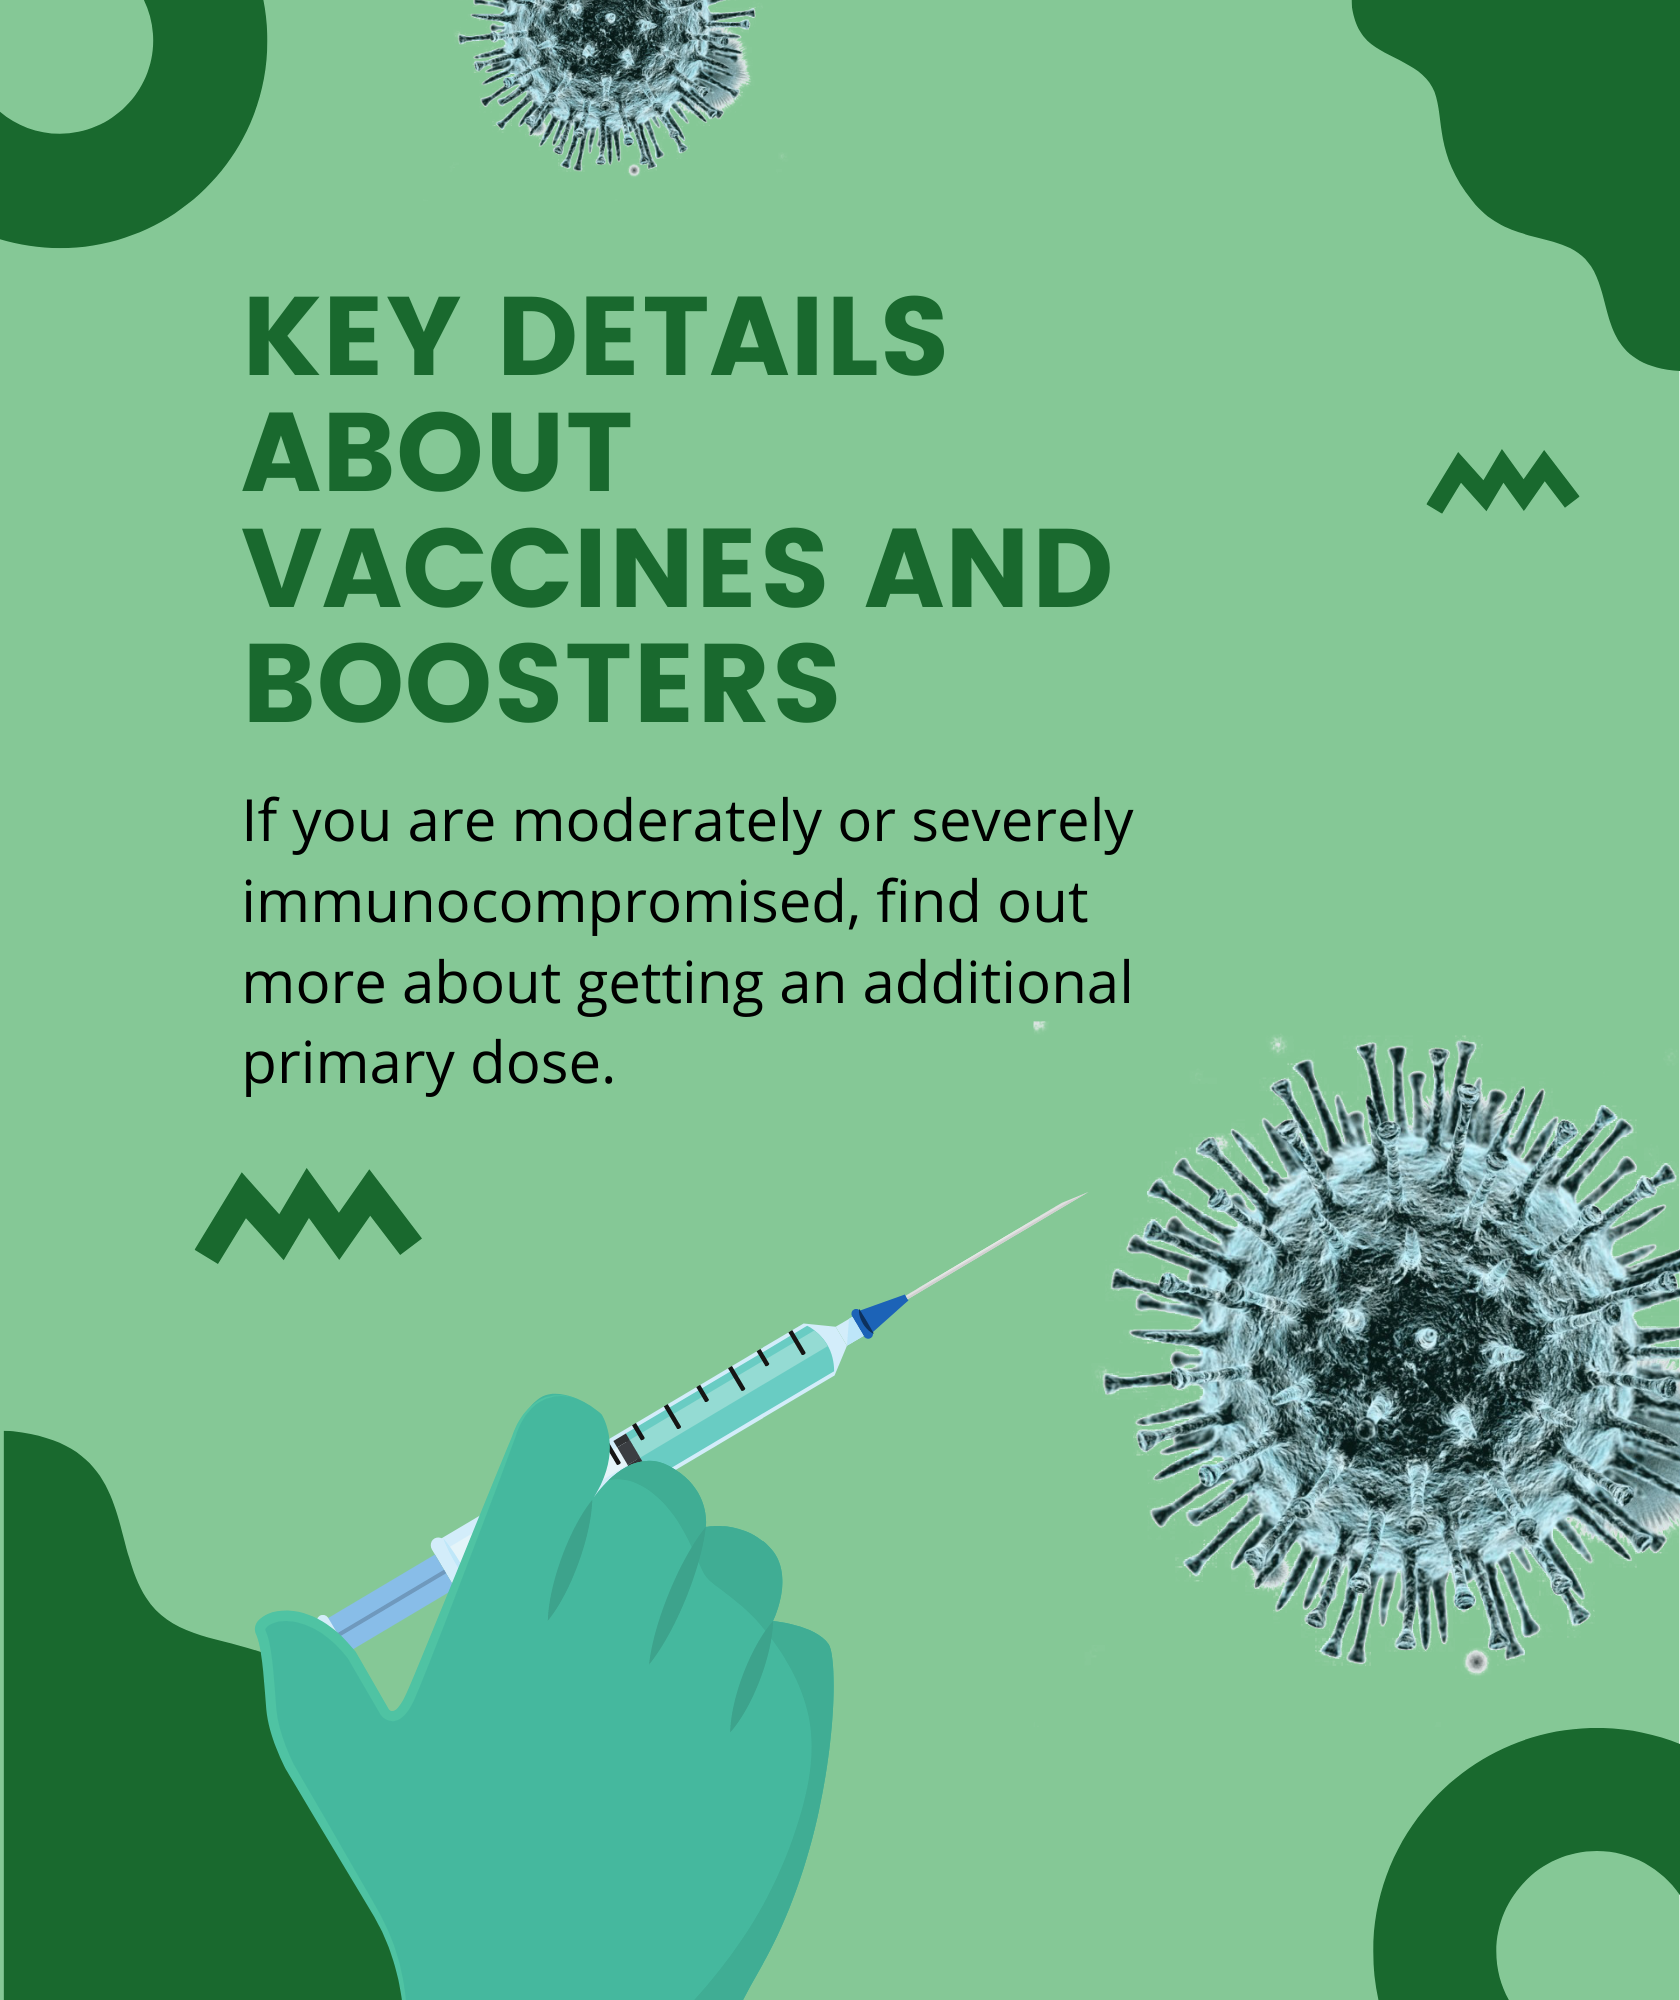 KEY DETAILS
ABOUT
VACCINES AND
BOOSTERS
If you are moderately or severely
immunocompromised, find out
more about getting an additional
primary dose.